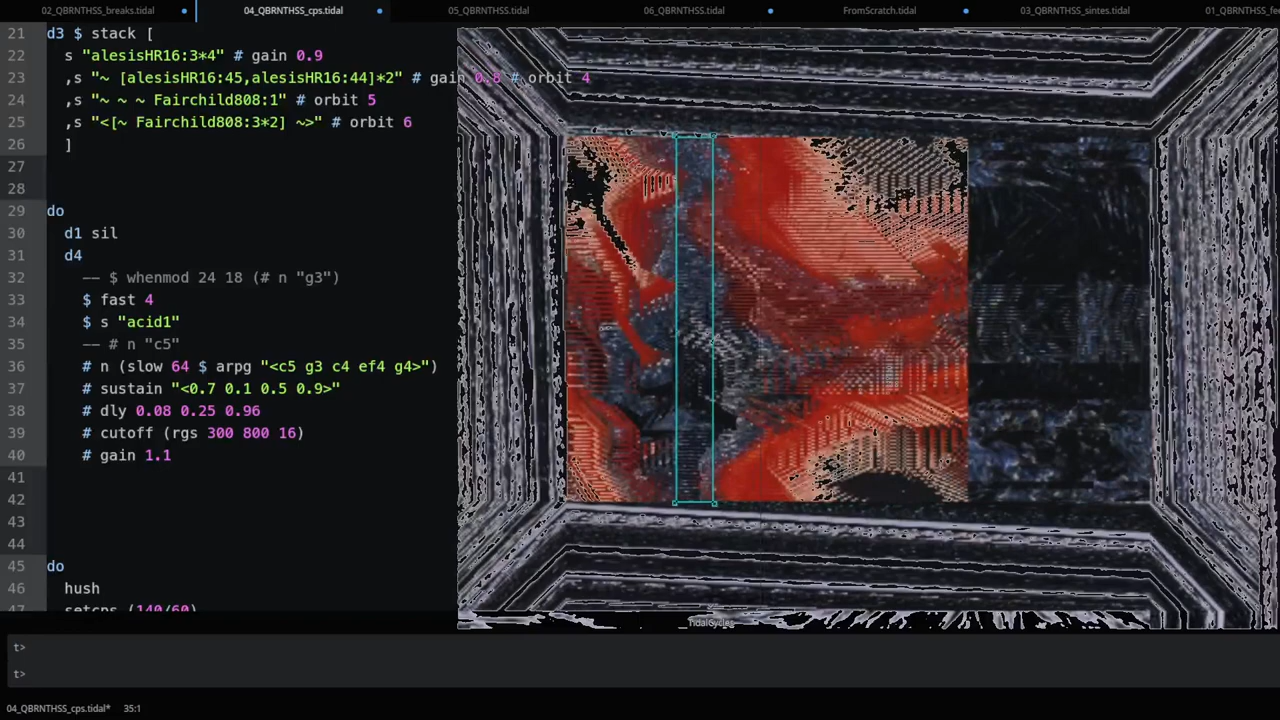 02_QBRNTHSS_breaks.tidal 04_QBRNTHSS_cps.tidal 05_QBRNTHSS.tidal 06_QBRNTHSS.tidal FromScratch.tidal 03_QBRNTHSS_sintes.tidal
21 d3 $ stack [
22 s "alesisHR16:3*4" # gain 0.9
23 ,s "~ [alesisHR16:45,alesisHR16:44]*2" # gain 0.8 # orbit 4
24 ,s "~ ~ ~ Fairchild808:1" # orbit 5
25 ,s "<[~ Fairchild808:3*2] ~>" # orbit 6
26 ]
27
28
29 do
30 d1 sil
31 d4
32 -- $ whenmod 24 18 (# n "g3")
33 $ fast 4
34 $ s "acid1"
35 -- # n "c5"
36 # n (slow 64 $ arpg "<c5 g3 c4 ef4 g4>")
37 # sustain "<0.7 0.1 0.5 0.9>"
38 # dly 0.08 0.25 0.96
39 # cutoff (rgs 300 800 16)
40 # gain 1.1
41
42
43
44
45 do
46 hush
47 setcps (140/60)
TidalCycles
t>
t>
04_QBRNTHSS_cps.tidal* 35:1